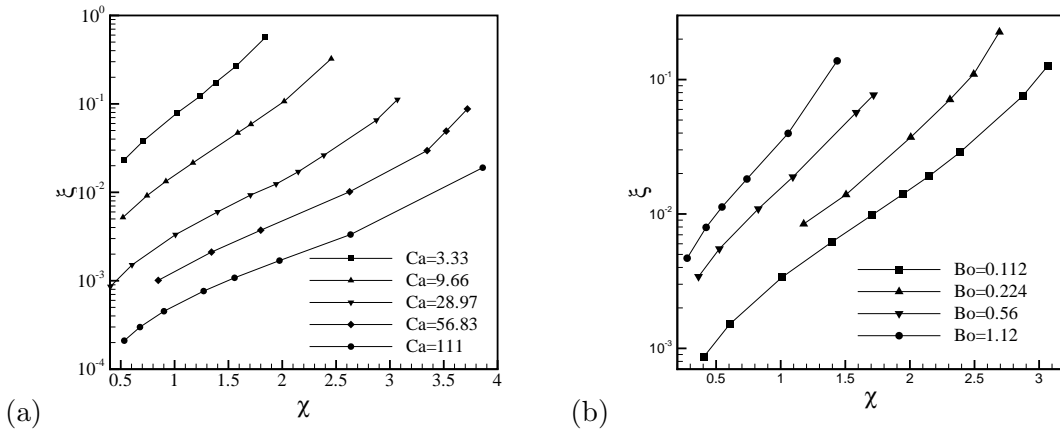 10^0
10^-1
10^-2
10^-3
10^-4
ξ
0.5 1 1.5 2 2.5 3 3.5 4
χ
Ca=3.33
Ca=9.66
Ca=28.97
Ca=56.83
Ca=111
(a)
10^-1
10^-2
10^-3
ξ
0.5 1 1.5 2 2.5 3
χ
Bo=0.112
Bo=0.224
Bo=0.56
Bo=1.12
(b)